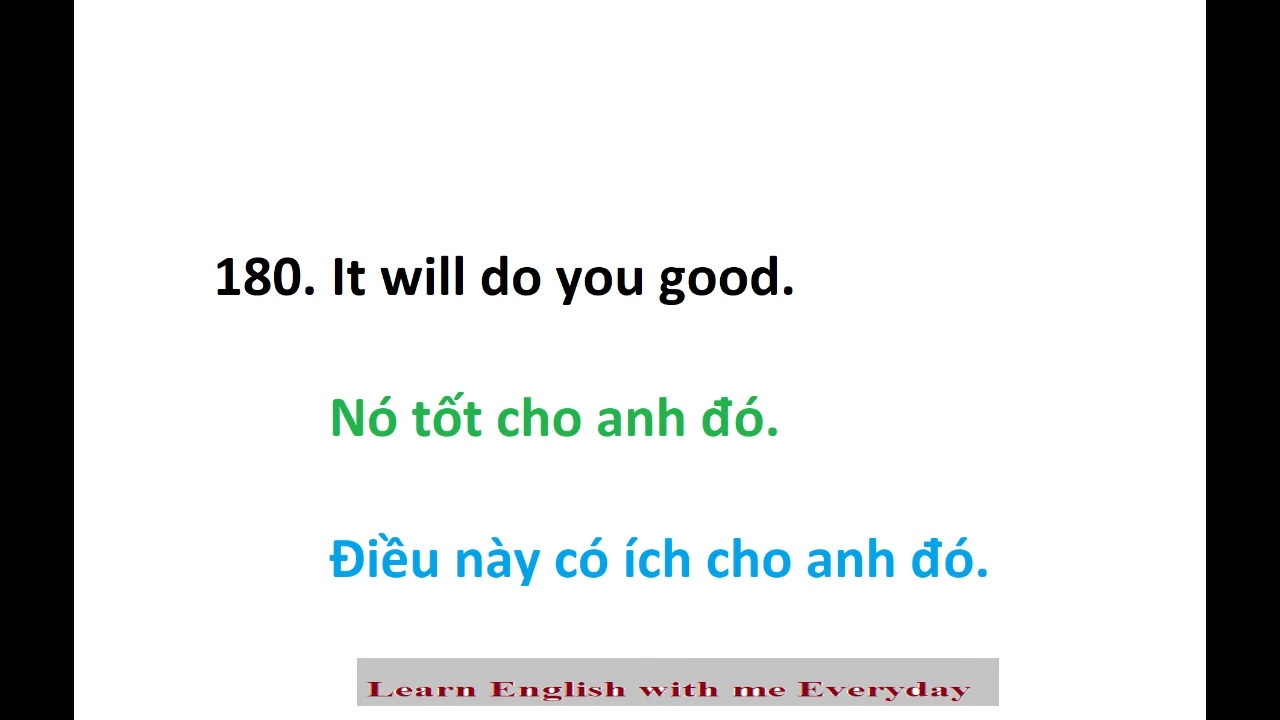 180. It will do you good.
Nó tốt cho anh đó.
Điều này có ích cho anh đó.
Learn English with me Everyday